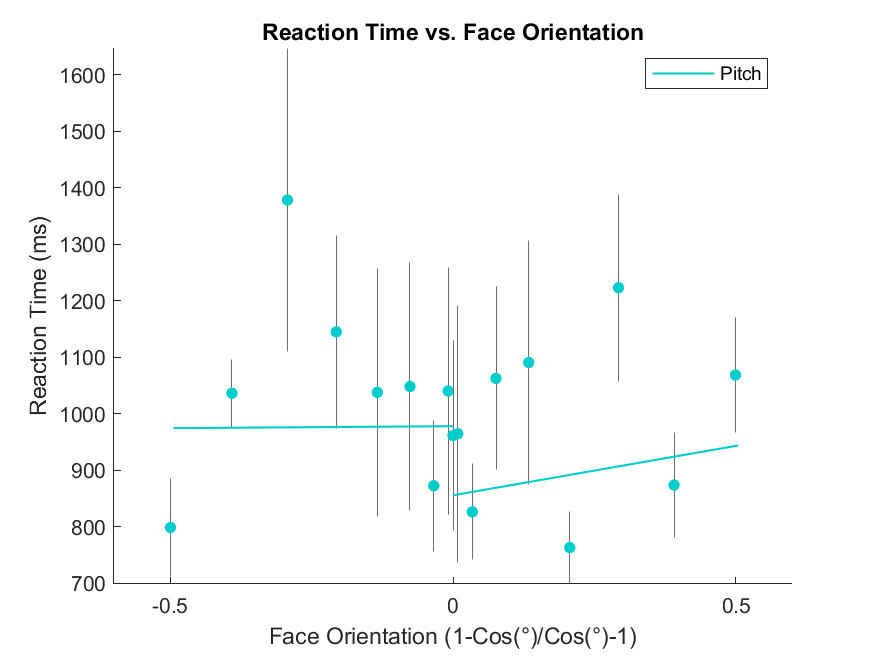 Reaction Time vs. Face Orientation
Pitch
Reaction Time (ms)
1600
1500
1400
1300
1200
1100
1000
900
800
700
-0.5 0 0.5
Face Orientation (1-Cos(°)/Cos(°)-1)